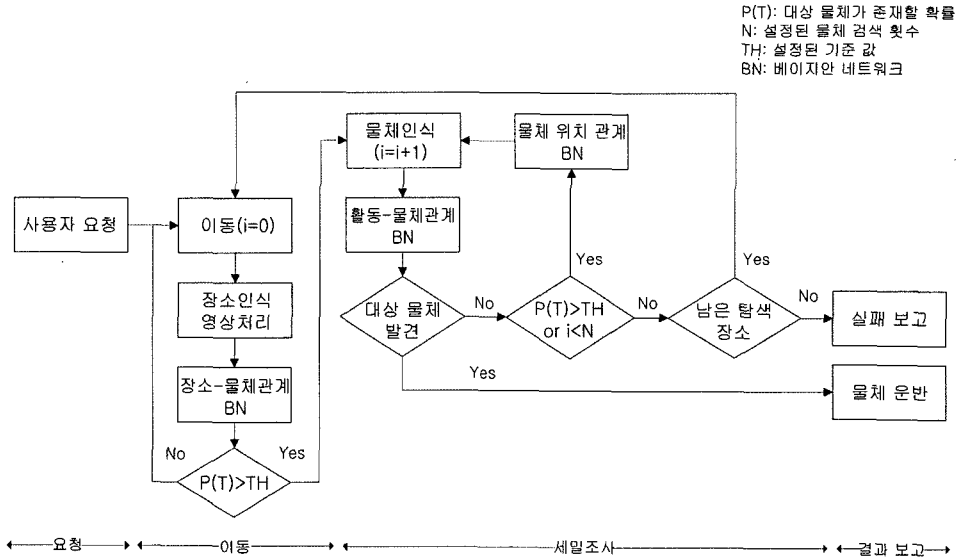 P(T): 대상 물체가 존재할 확률
N: 설정된 물체 검색 횟수
TH: 설정된 기준 값
BN: 베이지안 네트워크
사용자 요청
이동(i=0)
장소인식
영상처리
장소-물체관계
BN
No
Yes
P(T)>TH
물체인식
(i=i+1)
물체 위치 관계
BN
활동-물체관계
BN
Yes
Yes
대상 물체
발견
No
P(T)>TH
or i<N
No
남은 탐색
장소
No
실패 보고
Yes
물체 운반
요청
이동
세밀조사
결과 보고